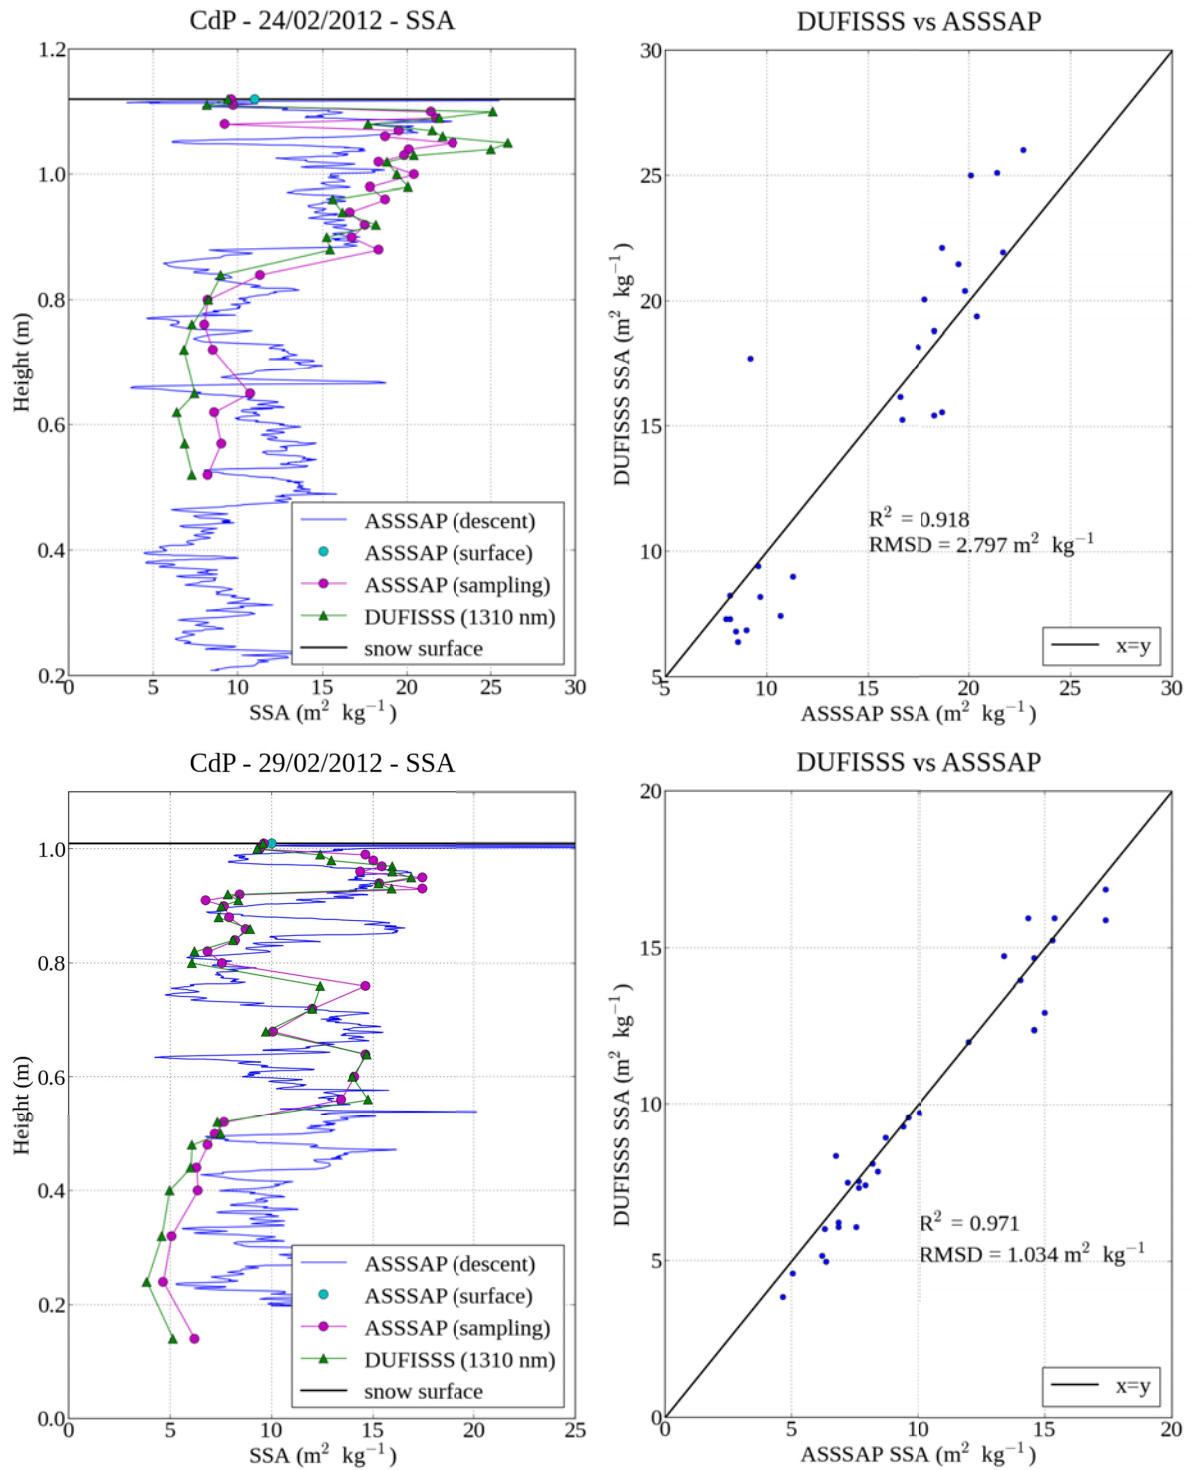 CdP - 24/02/2012 - SSA
1.2
1.0
0.8
0.6
0.4
0.2
Height (m)
ASSSAP (descent)
ASSSAP (surface)
ASSSAP (sampling)
DUFISSS (1310 nm)
snow surface
0 5 10 15 20 25 30
SSA (m² kg⁻¹)
DUFISSS vs ASSSAP
30
25
20
15
10
5
DUFISSS SSA (m² kg⁻¹)
R² = 0.918
RMSD = 2.797 m² kg⁻¹
x=y
5 10 15 20 25 30
ASSSAP SSA (m² kg⁻¹)
CdP - 29/02/2012 - SSA
1.0
0.8
0.6
0.4
0.2
0.0
Height (m)
ASSSAP (descent)
ASSSAP (surface)
ASSSAP (sampling)
DUFISSS (1310 nm)
snow surface
0 5 10 15 20 25
SSA (m² kg⁻¹)
DUFISSS vs ASSSAP
20
15
10
5
0
DUFISSS SSA (m² kg⁻¹)
R² = 0.971
RMSD = 1.034 m² kg⁻¹
x=y
0 5 10 15 20
ASSSAP SSA (m² kg⁻¹)